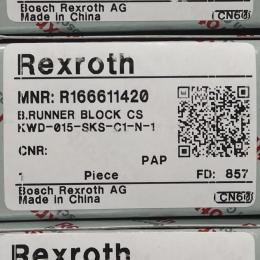 Bosch Rexroth AG
Made in China
CN60
Rexroth
MNR: R166611420
B.RUNNER BLOCK CS
KWD-015-SKS-C1-N-1
CNR:
PAP
1 Piece FD: 857
Bosch Rexroth AG
Made in China
CN60
Rexroth